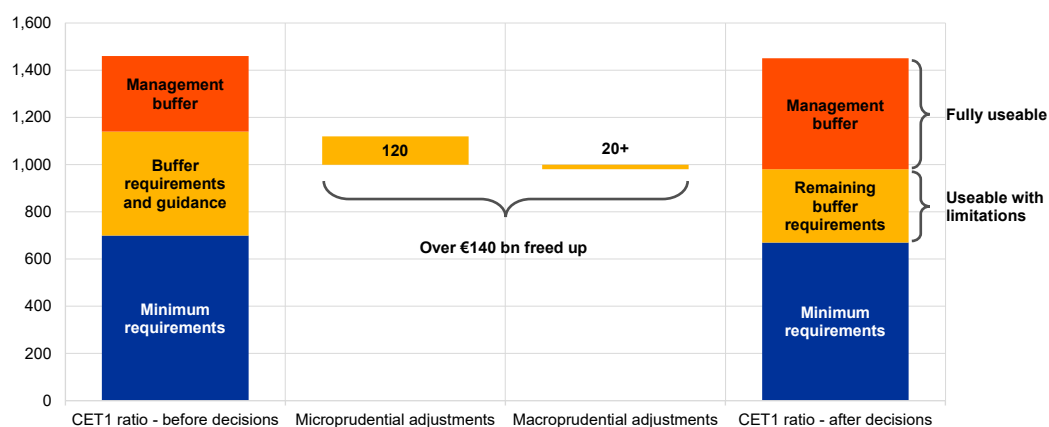 1,600
1,400
1,200
1,000
800
600
400
200
0
Management
buffer
Buffer
requirements
and guidance
Minimum
requirements
120
20+
Over €140 bn freed up
Management
buffer
Remaining
buffer
requirements
Minimum
requirements
Fully useable
Useable with
limitations
CET1 ratio - before decisions
Microprudential adjustments
Macroprudential adjustments
CET1 ratio - after decisions